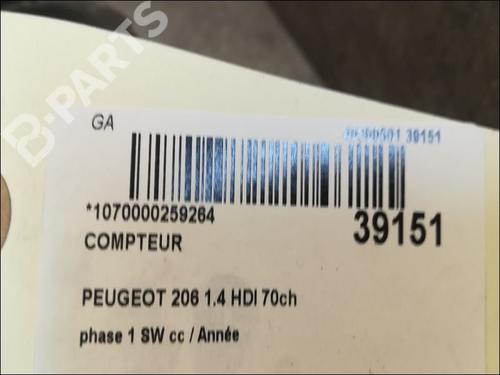 B-PARTS
GA
39151
*1070000259264
39151
COMPTEUR
PEUGEOT 206 1.4 HDI 70ch
phase 1 SW cc / Année